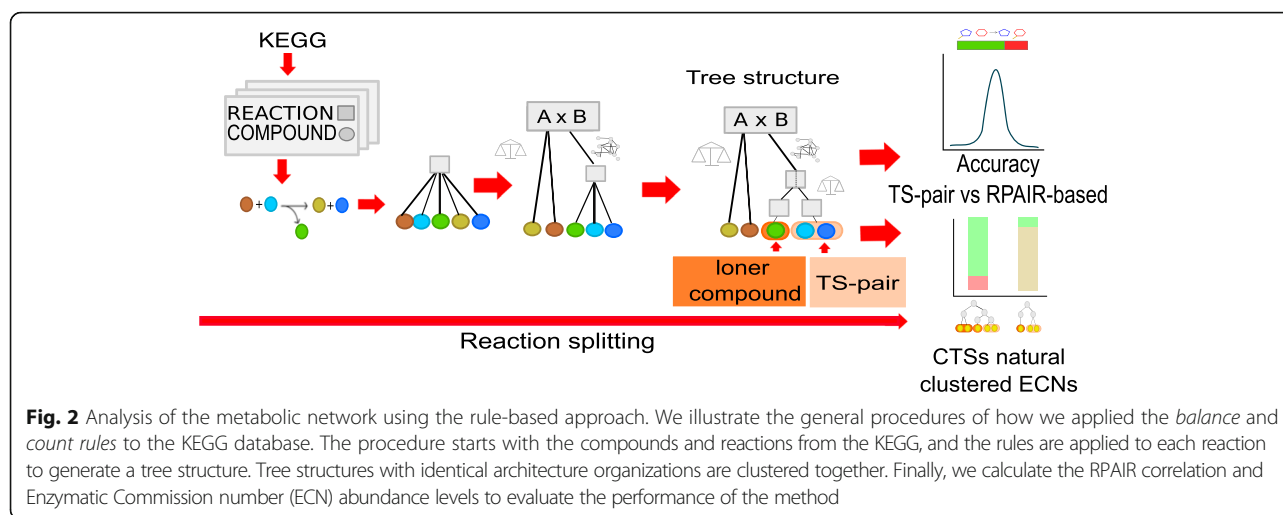 KEGG
REACTION
COMPOUND
A x B
Tree structure
A x B
loner
compound
TS-pair
Reaction splitting
Accuracy
TS-pair vs RPAIR-based
CTSs natural
clustered ECNs
Fig. 2 Analysis of the metabolic network using the rule-based approach. We illustrate the general procedures of how we applied the balance and
count rules to the KEGG database. The procedure starts with the compounds and reactions from the KEGG, and the rules are applied to each reaction
to generate a tree structure. Tree structures with identical architecture organizations are clustered together. Finally, we calculate the RPAIR correlation and
Enzymatic Commission number (ECN) abundance levels to evaluate the performance of the method